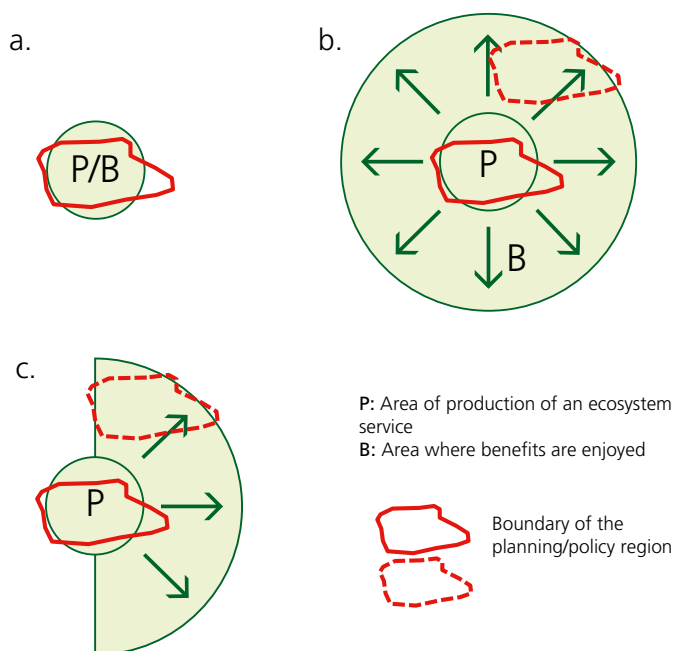 a.
b.
P/B
P
B
c.
P
P: Area of production of an ecosystem
service
B: Area where benefits are enjoyed
Boundary of the
planning/policy region